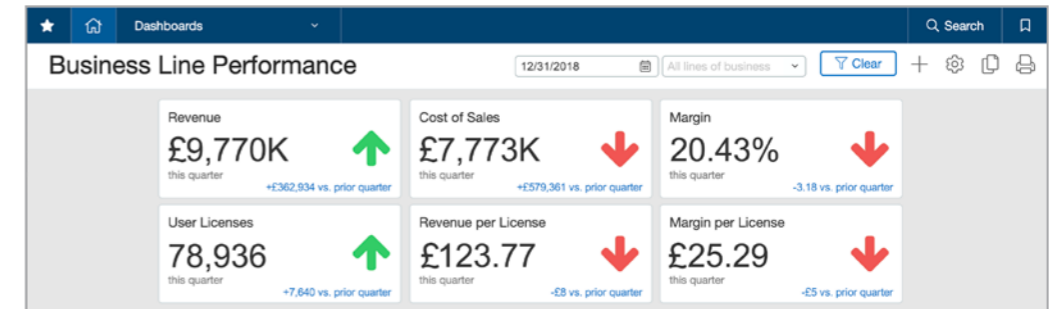 Dashboards
Search
Business Line Performance
12/31/2018
All lines of business
Clear
Revenue
£9,770K
this quarter
+£362,934 vs. prior quarter
Cost of Sales
£7,773K
this quarter
+£579,361 vs. prior quarter
Margin
20.43%
this quarter
-3.18 vs. prior quarter
User Licenses
78,936
this quarter
+7,640 vs. prior quarter
Revenue per License
£123.77
this quarter
-£8 vs. prior quarter
Margin per License
£25.29
this quarter
-£5 vs. prior quarter